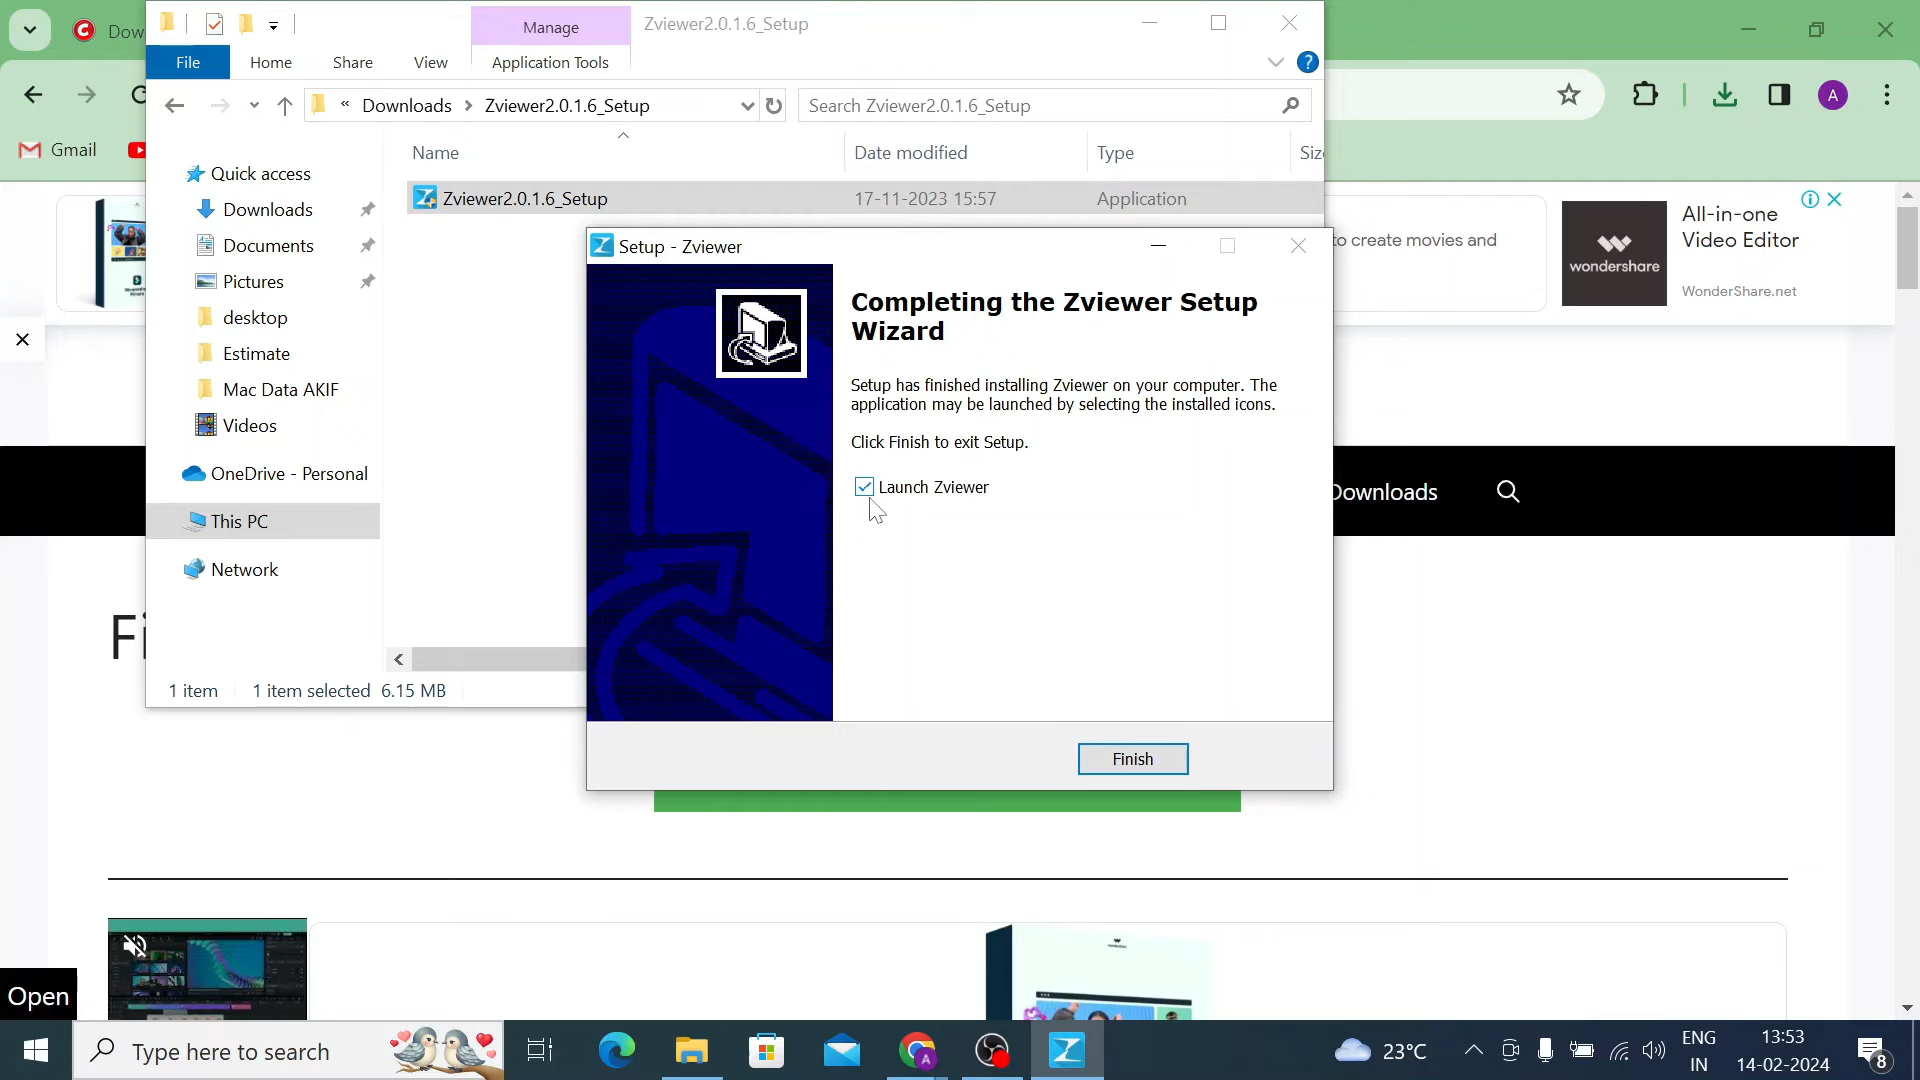 Dow
Manage
Zviewer2.0.1.6_Setup
File
Home
Share
View
Application Tools
?
«
Downloads
Zviewer2.0.1.6_Setup
Search Zviewer2.0.1.6_Setup
A
Gmail
Name
Date modified
Type
Siz
Quick access
Downloads
Documents
Pictures
desktop
Estimate
Mac Data AKIF
Videos
OneDrive - Personal
This PC
Network
Zviewer2.0.1.6_Setup
17-11-2023 15:57
Application
to create movies and
wondershare
All-in-one
Video Editor
WonderShare.net
Setup - Zviewer
Completing the Zviewer Setup
Wizard
Setup has finished installing Zviewer on your computer. The
application may be launched by selecting the installed icons.
Click Finish to exit Setup.
Launch Zviewer
Finish
Downloads
Fi
1 item
1 item selected 6.15 MB
Open
Type here to search
A
23°C
ENG
IN
13:53
14-02-2024
8